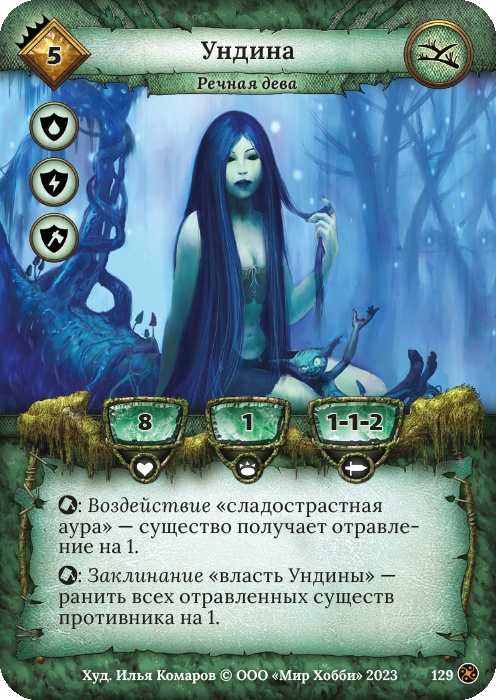 5
Ундина
Речная дева
8
1
1-1-2
: Воздействие «сладострастная
аура» — существо получает отравле-
ние на 1.
: Заклинание «власть Ундины» —
ранить всех отравленных существ
противника на 1.
Худ. Илья Комаров © ООО «Мир Хобби» 2023
129